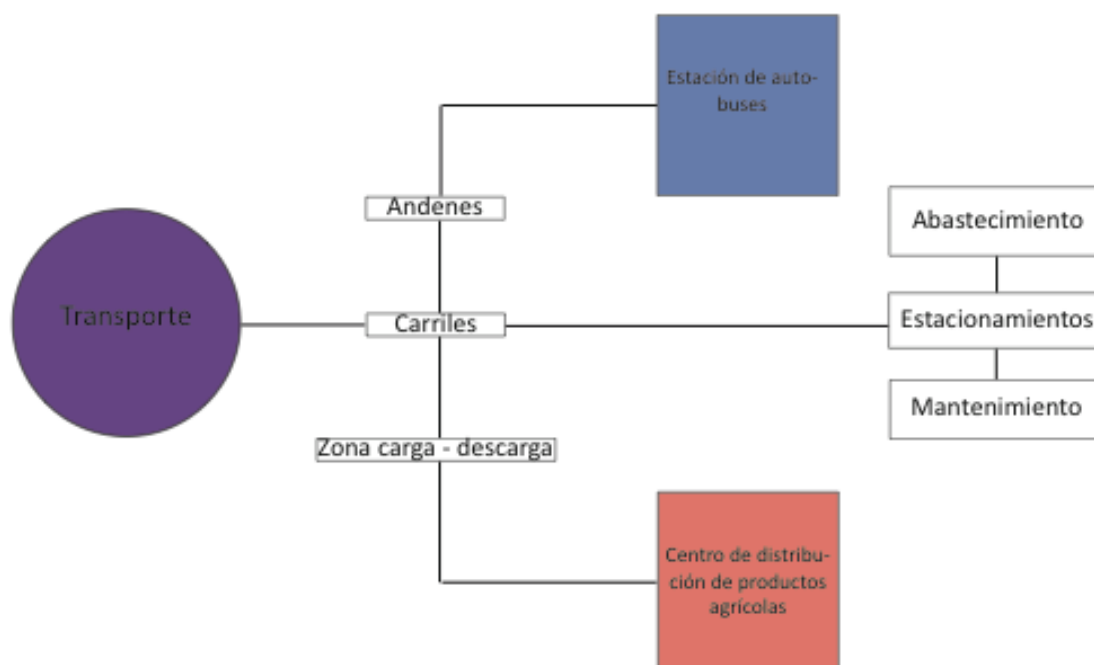 Estación de auto-
buses
Andenes
Abastecimiento
Transporte
Carriles
Estacionamientos
Mantenimiento
Zona carga - descarga
Centro de distribu-
ción de productos
agrícolas